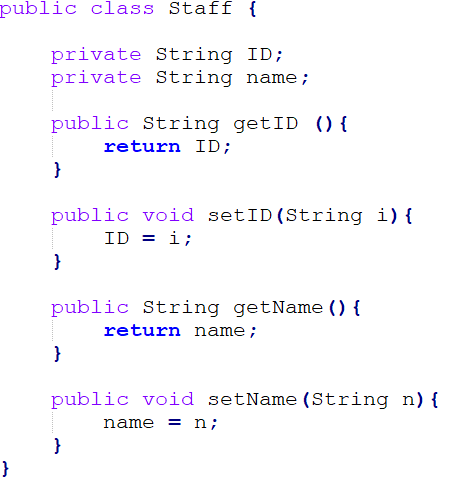 public class Staff {
private String ID;
private String name;
public String getID (){
return ID;
}
public void setID(String i){
ID = i;
}
public String getName(){
return name;
}
public void setName(String n){
name = n;
}
}